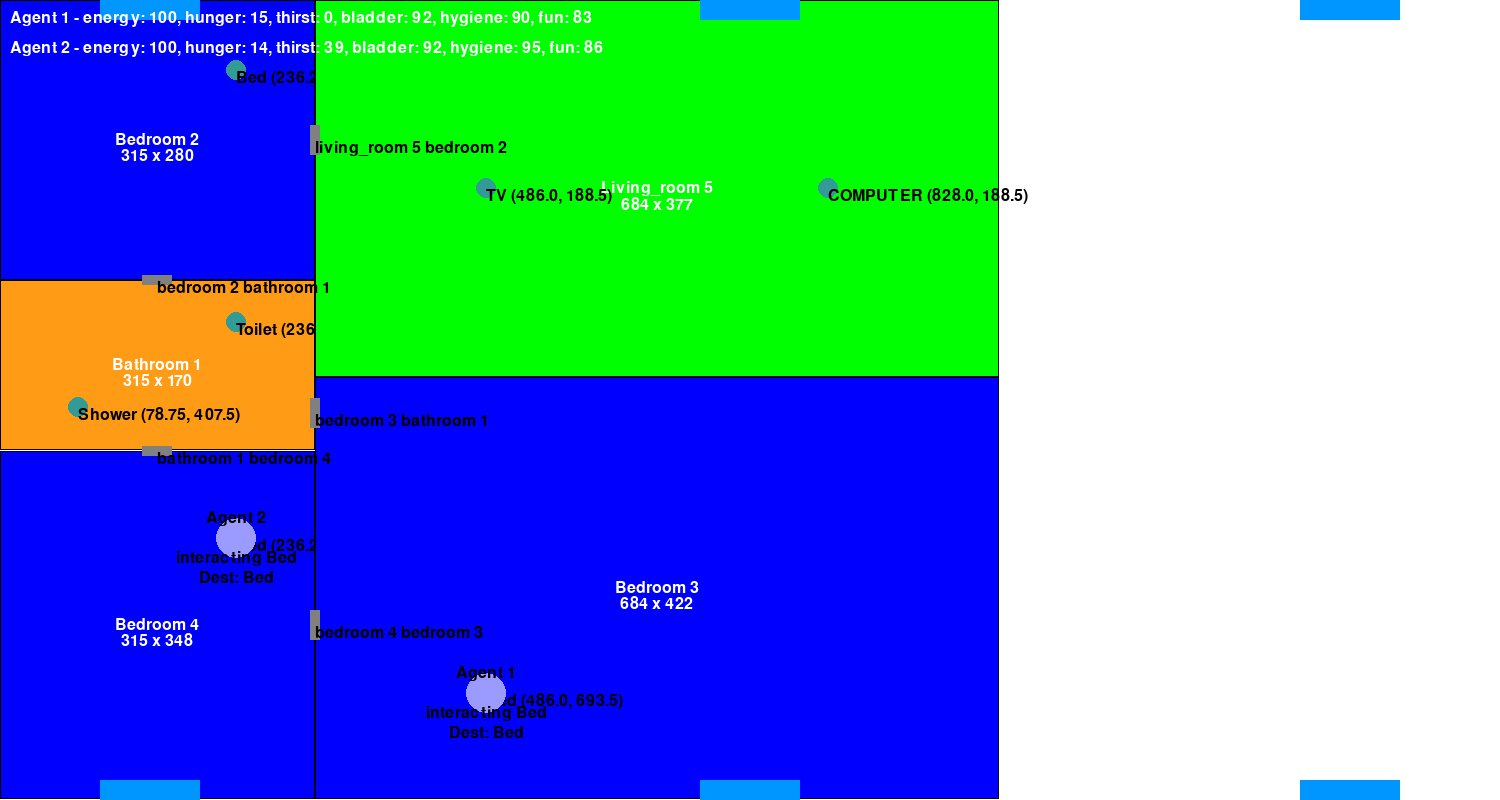 Agent 1 - energy: 100, hunger: 15, thirst: 0, bladder: 92, hygiene: 90, fun: 83
Agent 2 - energy: 100, hunger: 14, thirst: 39, bladder: 92, hygiene: 95, fun: 86
Bed (236.2
Bedroom 2
315 x 280
living_room 5 bedroom 2
TV (486.0, 188.5)
Living_room 5
684 x 377
COMPUTER (828.0, 188.5)
bedroom 2 bathroom 1
Toilet (236
Bathroom 1
315 x 170
Shower (78.75, 407.5)
bedroom 3 bathroom 1
bathroom 1 bedroom 4
Agent 2
d (236.2
interacting Bed
Dest: Bed
Bedroom 3
684 x 422
Bedroom 4
315 x 348
bedroom 4 bedroom 3
Agent 1
d (486.0, 693.5)
interacting Bed
Dest: Bed